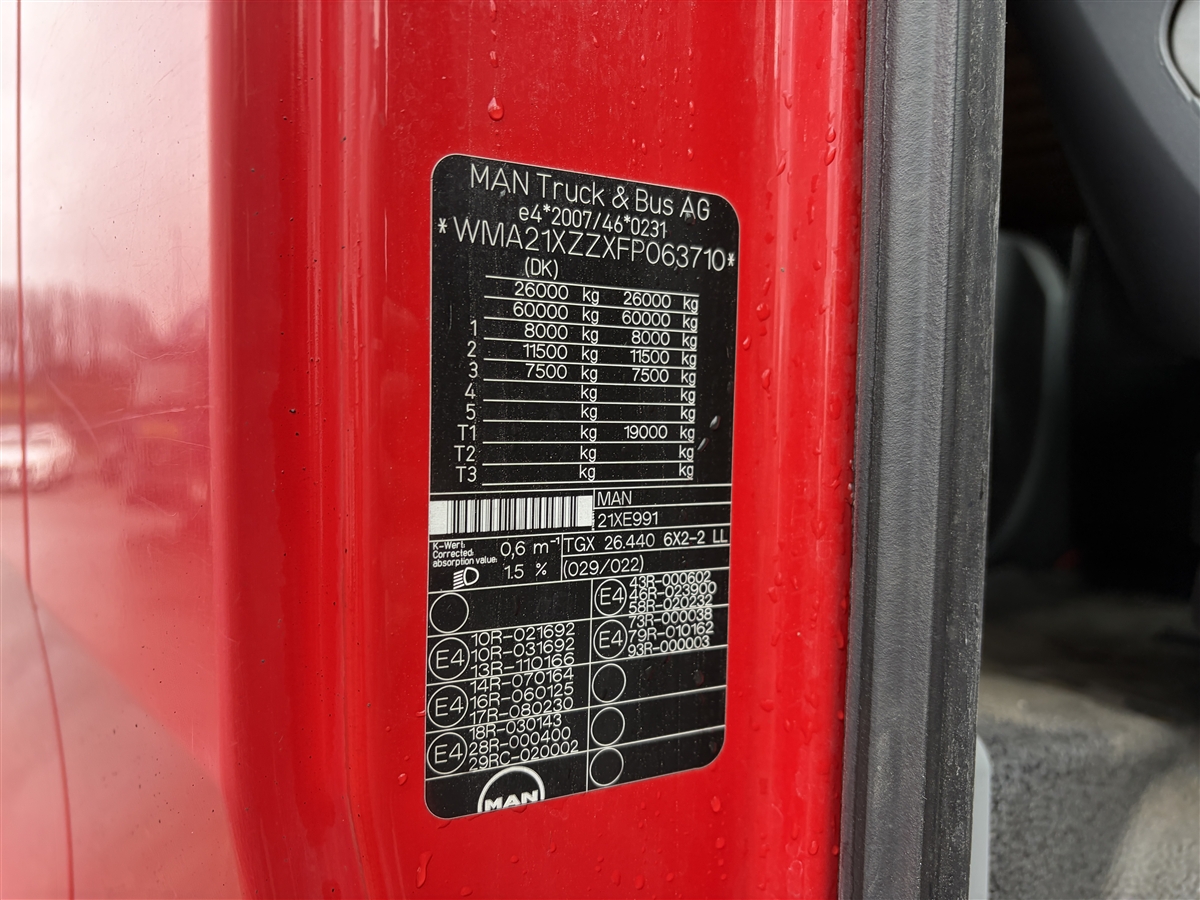 MAN Truck & Bus AG
e4*2007/46*0231
*WMA21XZZXFP063710*
(DK)
26000 kg 26000 kg
60000 kg 60000 kg
1 8000 kg 8000 kg
2 11500 kg 11500 kg
3 7500 kg 7500 kg
4 kg kg
5 kg kg
T1 kg 19000 kg
T2 kg kg
T3 kg kg
MAN
21XE991
K-Wert:
Corrected
absorption value:
0,6 m⁻¹
1.5 %
TGX 26.440 6X2-2 LL
(029/022)
E4
10R-021692
10R-031692
13R-110166
E4
14R-070164
16R-060125
17R-080230
E4
18R-030143
28R-000400
29RC-020002
E4
43R-000602
46R-023900
58R-020232
E4
73R-000038
79R-010162
93R-000003
MAN